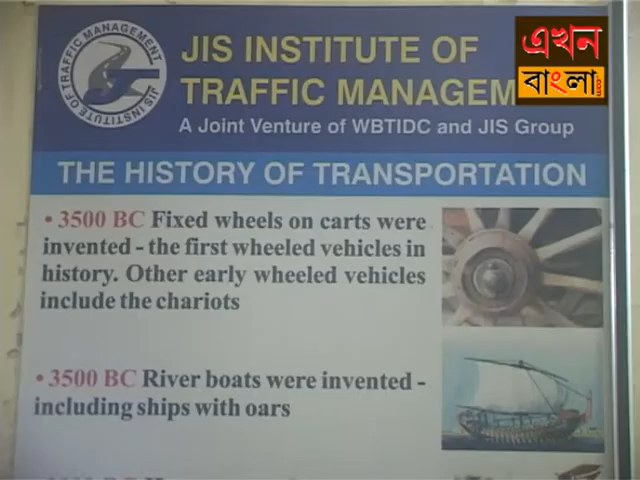 JIS INSTITUTE OF
TRAFFIC MANAGEM
A Joint Venture of WBTIDC and JIS Group
INSTITUTE OF TRAFFIC MANAGEMENT
JIS
এখন
বাংলা.com
THE HISTORY OF TRANSPORTATION
• 3500 BC Fixed wheels on carts were
invented - the first wheeled vehicles in
history. Other early wheeled vehicles
include the chariots
• 3500 BC River boats were invented -
including ships with oars